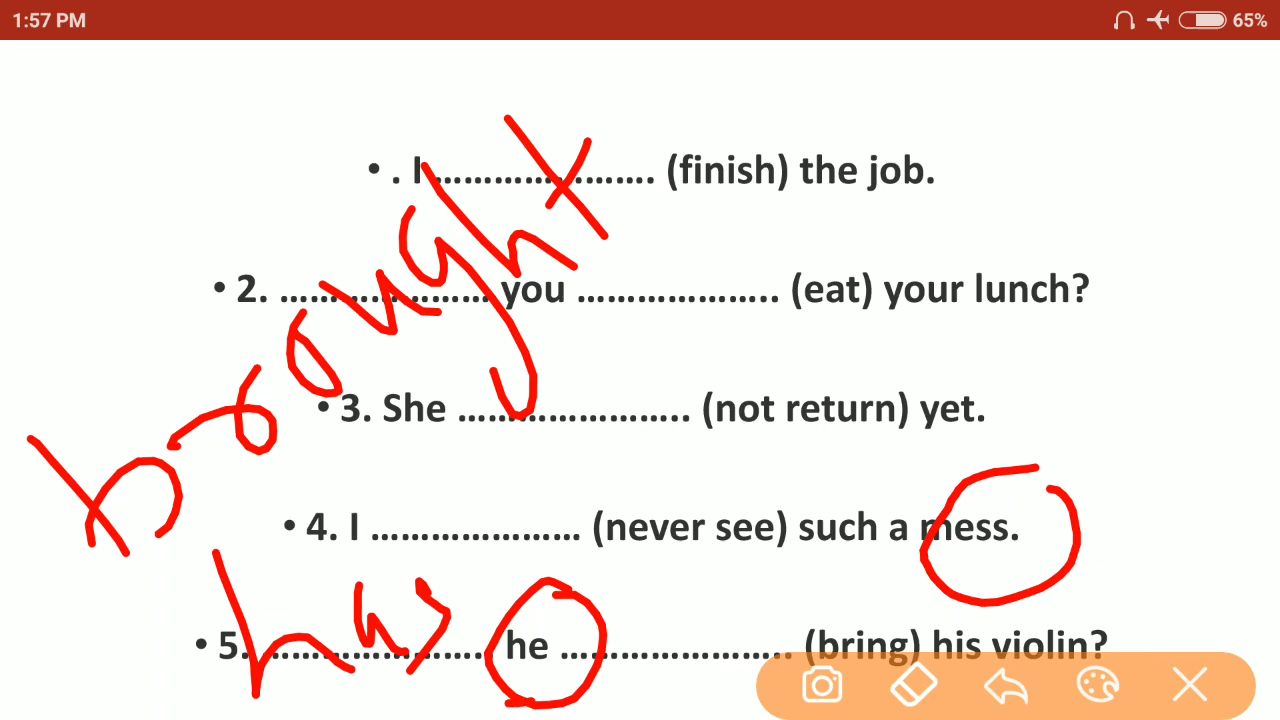 1:57 PM 65%
• . I ………………….. (finish) the job.
• 2. ………………… you ……………….. (eat) your lunch?
• 3. She ………………….. (not return) yet.
• 4. I ………………… (never see) such a mess.
• 5. ………………….. he ………………….. (bring) his violin?
brought
has